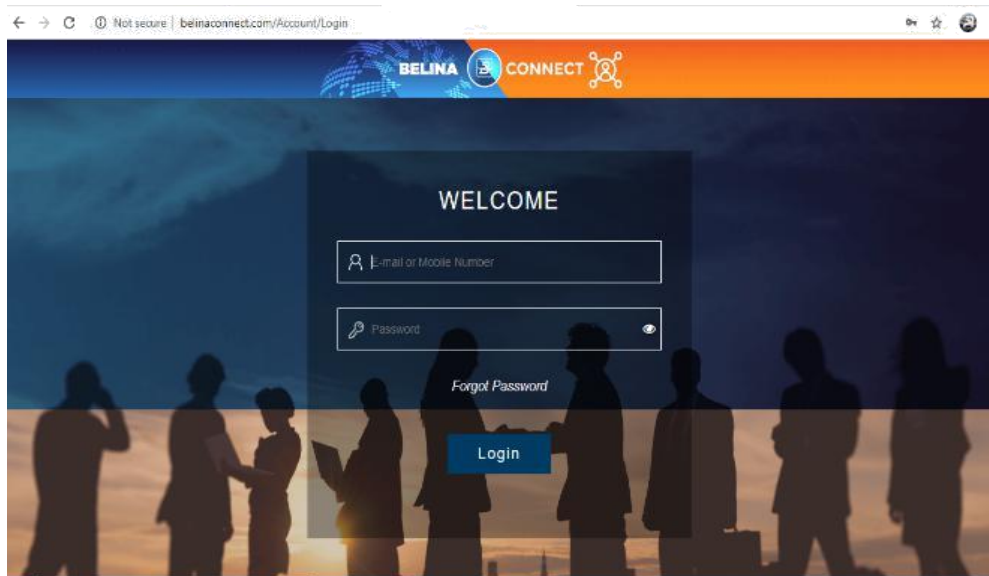 Not secure | belinaconnect.com/Account/Login
BELINA B CONNECT
WELCOME
E-mail or Mobile Number
Password
Forgot Password
Login